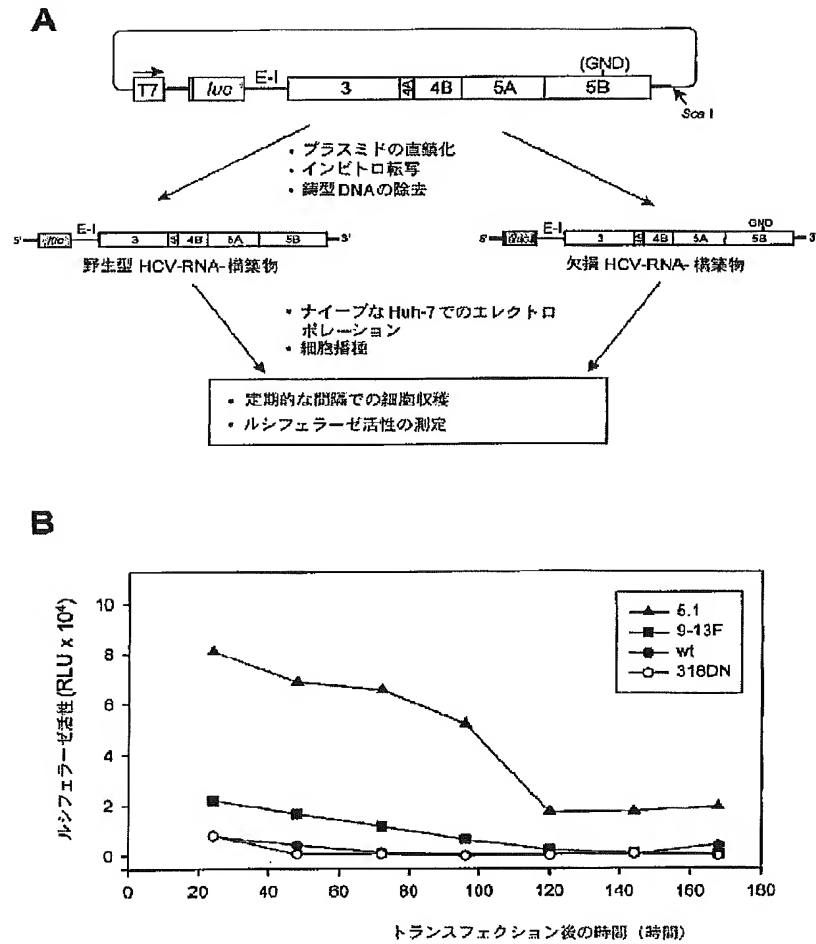 A
T7 luc E-I 3 4A 4B 5A 5B
(GND)
Sca I
・プラスミドの直鎖化
・インビトロ転写
・鋳型DNAの除去
5' luc E-I 3 4B 5A 5B 3'
野生型 HCV-RNA-構築物
5' E-I 3 4B 5A 5B 3'
GND
欠損 HCV-RNA-構築物
・ナイーブなHuh-7でのエレクトロ
ポレーション
・細胞播種
・定期的な間隔での細胞収穫
・ルシフェラーゼ活性の測定
B
ルシフェラーゼ活性(RLU x 10⁴)
10
8
6
4
2
0
5.1
9-13F
wt
318DN
0 20 40 60 80 100 120 140 160 180
トランスフェクション後の時間(時間)